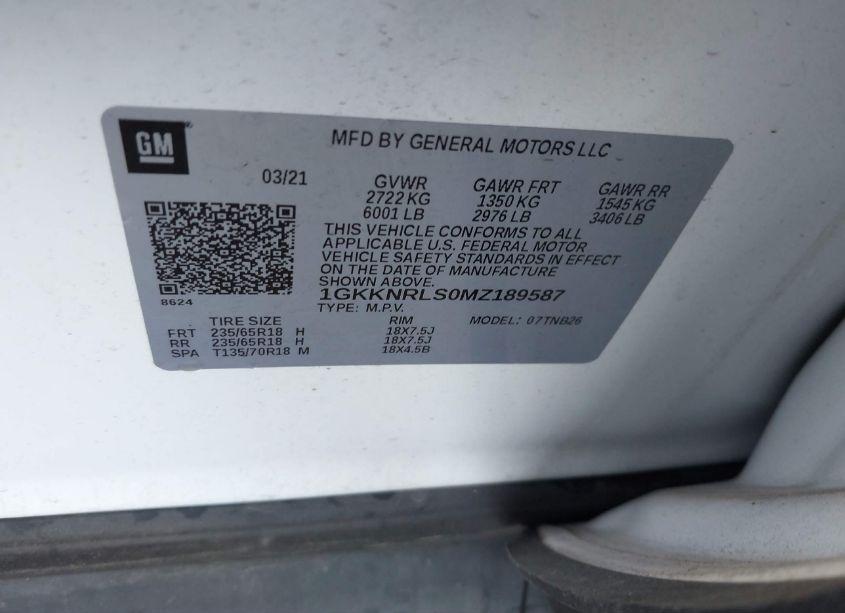 GM
MFD BY GENERAL MOTORS LLC
03/21
GVWR GAWR FRT GAWR RR
2722 KG 1350 KG 1545 KG
6001 LB 2976 LB 3406 LB
THIS VEHICLE CONFORMS TO ALL
APPLICABLE U.S. FEDERAL MOTOR
VEHICLE SAFETY STANDARDS IN EFFECT
ON THE DATE OF MANUFACTURE
SHOWN ABOVE.
8624
1GKKNRLS0MZ189587
TYPE: M.P.V.
TIRE SIZE RIM MODEL: 07TNB26
FRT 235/65R18 H 18X7.5J
RR 235/65R18 H 18X7.5J
SPA T135/70R18 M 18X4.5B